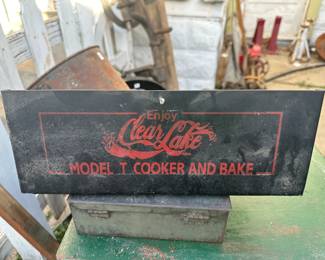 Enjoy
Clear Lake
MODEL T COOKER AND BAKE